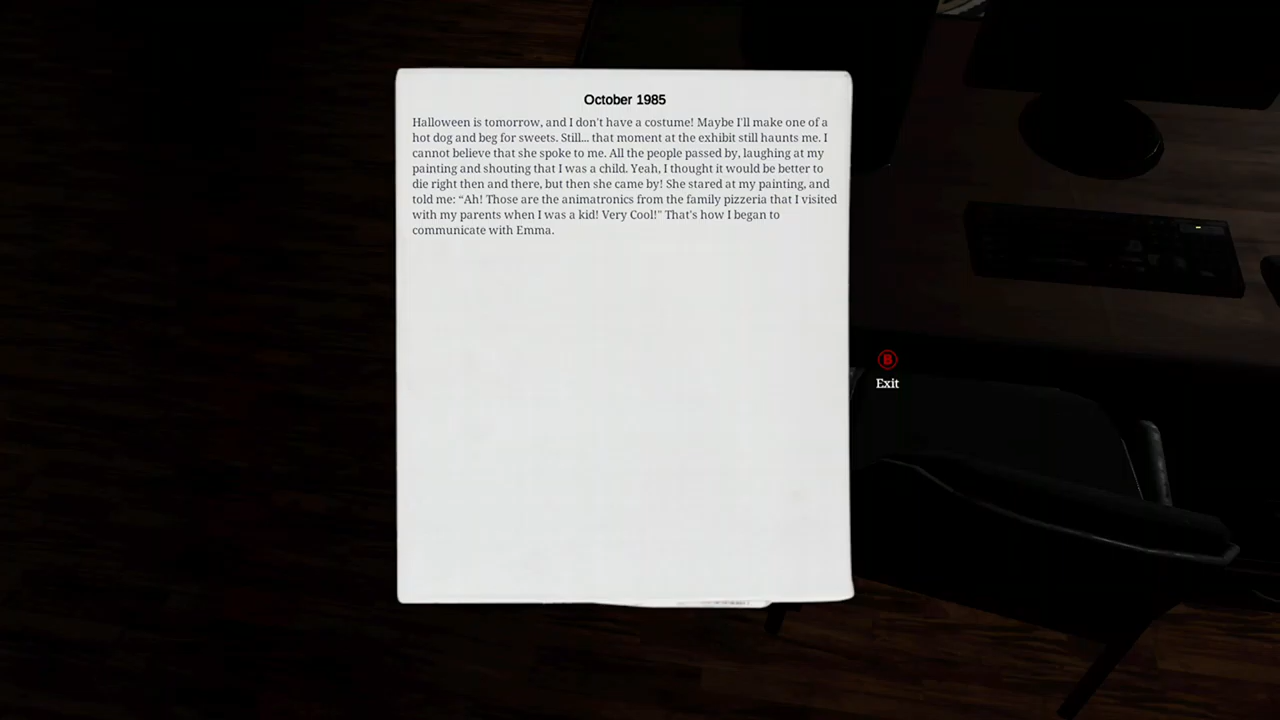 October 1985
Halloween is tomorrow, and I don't have a costume! Maybe I'll make one of a
hot dog and beg for sweets. Still... that moment at the exhibit still haunts me. I
cannot believe that she spoke to me. All the people passed by, laughing at my
painting and shouting that I was a child. Yeah, I thought it would be better to
die right then and there, but then she came by! She stared at my painting, and
told me: “Ah! Those are the animatronics from the family pizzeria that I visited
with my parents when I was a kid! Very Cool!" That's how I began to
communicate with Emma.
B
Exit